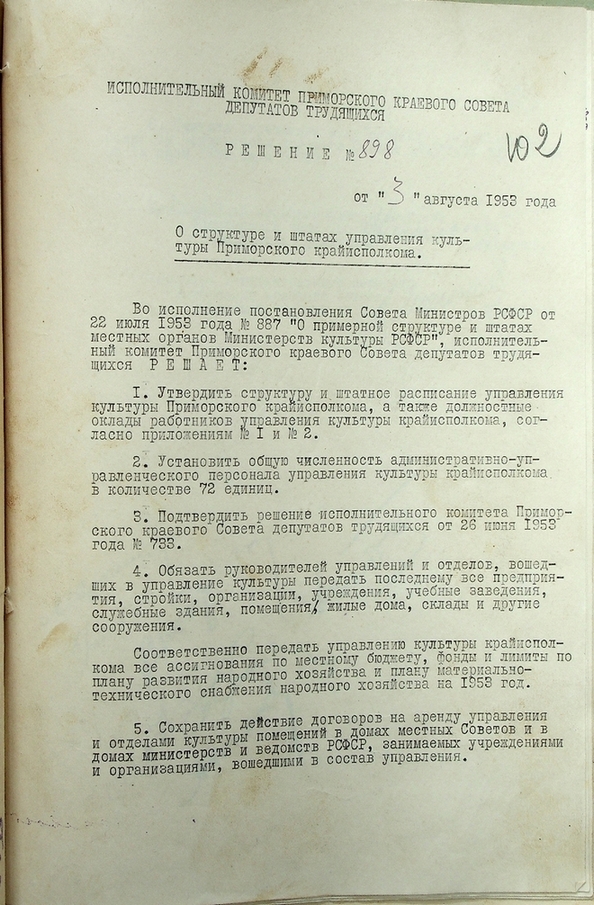 ИСПОЛНИТЕЛЬНЫЙ КОМИТЕТ ПРИМОРСКОГО КРАЕВОГО СОВЕТА
ДЕПУТАТОВ ТРУДЯЩИХСЯ
Р Е Ш Е Н И Е № 898
102
от "3" августа 1953 года
О структуре и штатах управления куль-
туры Приморского крайисполкома.
Во исполнение постановления Совета Министров РСФСР от
22 июля 1953 года № 887 "О примерной структуре и штатах
местных органов Министерств культуры РСФСР", исполнитель-
ный комитет Приморского краевого Совета депутатов трудя-
щихся Р Е Ш А Е Т:
I. Утвердить структуру и штатное расписание управления
культуры Приморского крайисполкома, а также должностные
оклады работников управления культуры крайисполкома, сог-
ласно приложениям № I и № 2.
2. Установить общую численность административно-уп-
равленческого персонала управления культуры крайисполкома
в количестве 72 единиц.
3. Подтвердить решение исполнительного комитета Примор-
ского краевого Совета депутатов трудящихся от 26 июня 1953
года № 733.
4. Обязать руководителей управлений и отделов, вошед-
ших в управление культуры передать последнему все предприя-
тия, стройки, организации, учреждения, учебные заведения,
служебные здания, помещения, жилые дома, склады и другие
сооружения.
Соответственно передать управлению культуры крайиспол-
кома все ассигнования по местному бюджету, фонды и лимиты по
плану развития народного хозяйства и плану материально-
технического снабжения народного хозяйства на 1953 год.
5. Сохранить действие договоров на аренду управления
и отделами культуры помещений в домах местных Советов и в
домах министерств и ведомств РСФСР, занимаемых учреждениями
и организациями, вошедшими в состав управления.